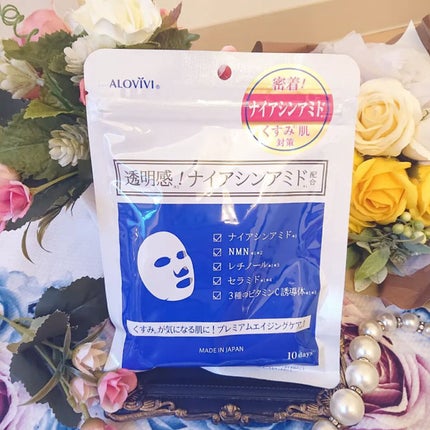 ALOVIVI®
密着!
ナイアシンアミド
くすみ肌
対策
透明感!ナイアシンアミド配合
☑ ナイアシンアミド
☑ NMN
☑ レチノール
☑ セラミド
☑ 3種のビタミンC誘導体
くすみが気になる肌に!プレミアムエイジングケア
MADE IN JAPAN
10days